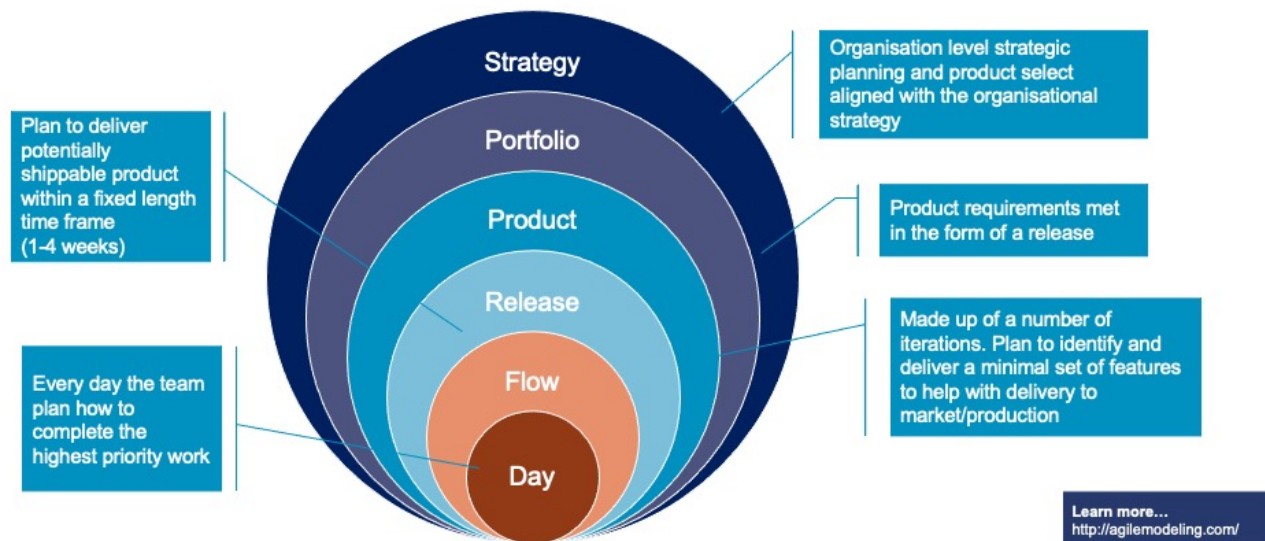 Strategy
Portfolio
Product
Release
Flow
Day
Plan to deliver
potentially
shippable product
within a fixed length
time frame
(1-4 weeks)
Every day the team
plan how to
complete the
highest priority work
Organisation level strategic
planning and product select
aligned with the organisational
strategy
Product requirements met
in the form of a release
Made up of a number of
iterations. Plan to identify and
deliver a minimal set of features
to help with delivery to
market/production
Learn more...
http://agilemodeling.com/